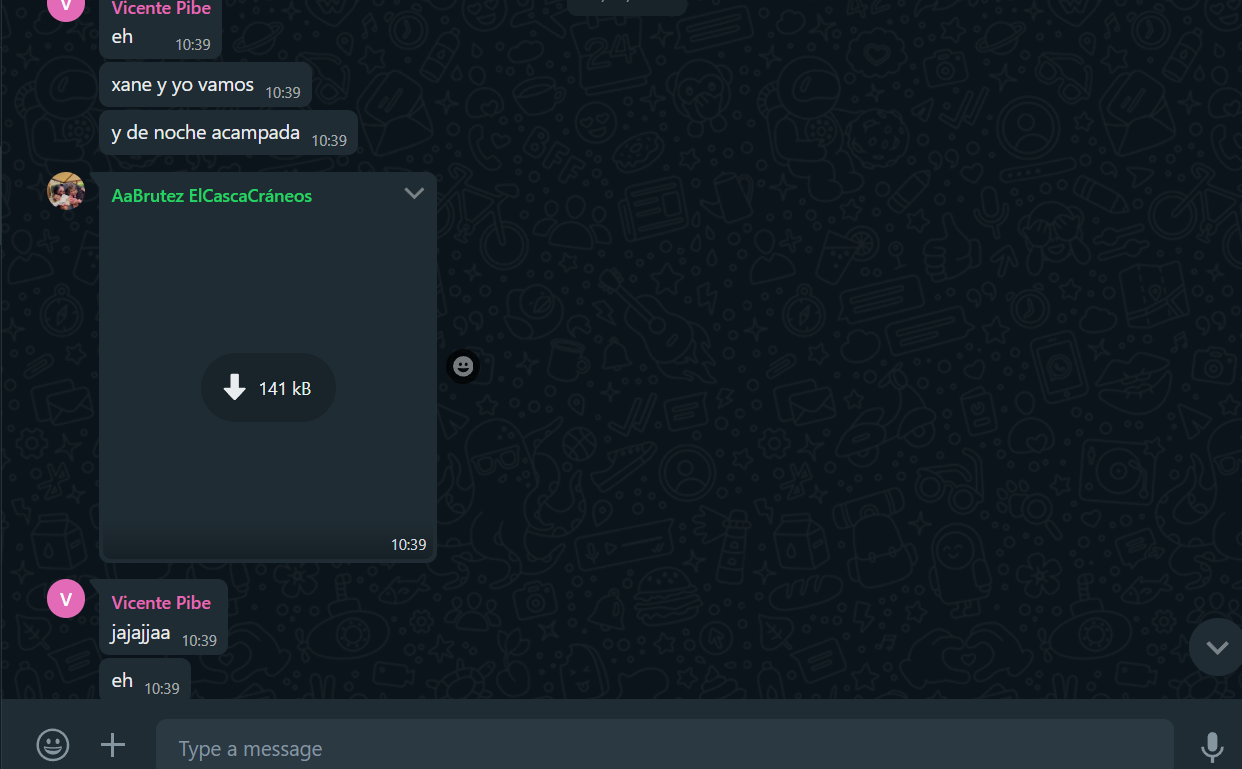 Vicente Pibe
eh 10:39
xane y yo vamos 10:39
y de noche acampada 10:39
AaBrutez ElCascaCráneos
141 kB
10:39
V Vicente Pibe
jajajjaa 10:39
eh 10:39
Type a message